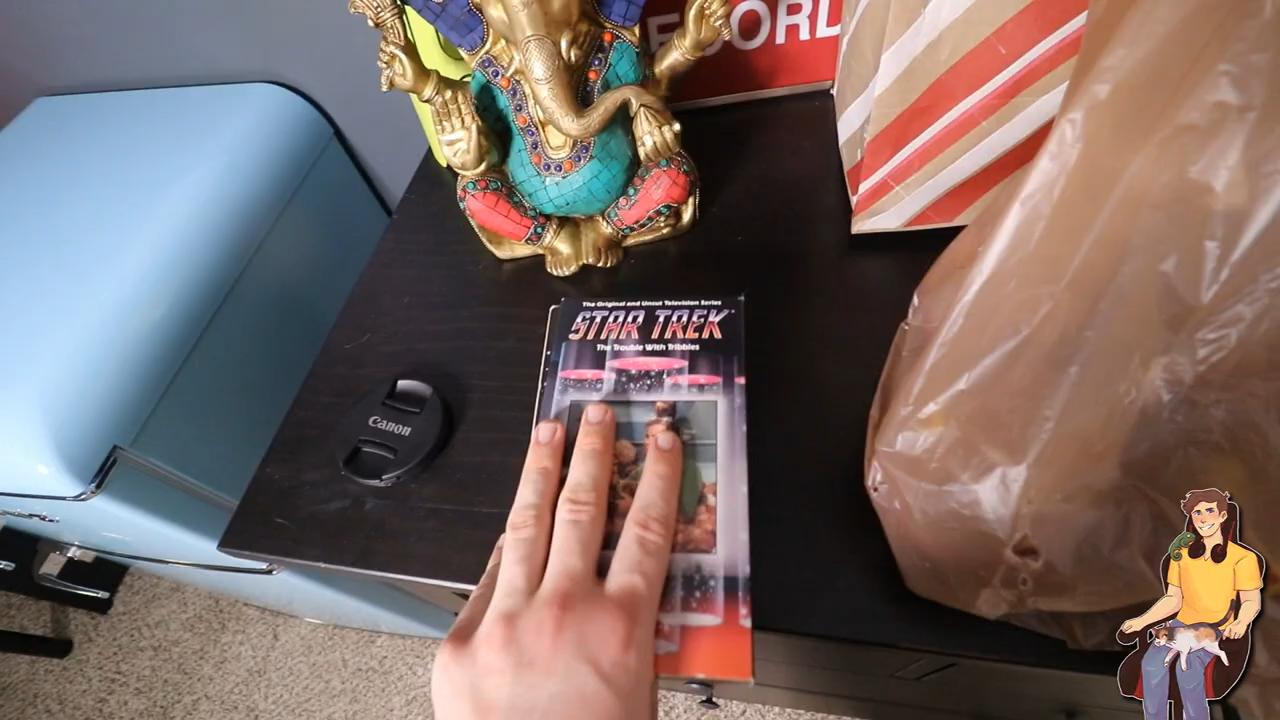 ECORD
The Original and Uncut Television Series
STAR TREK
The Trouble With Tribbles
Canon